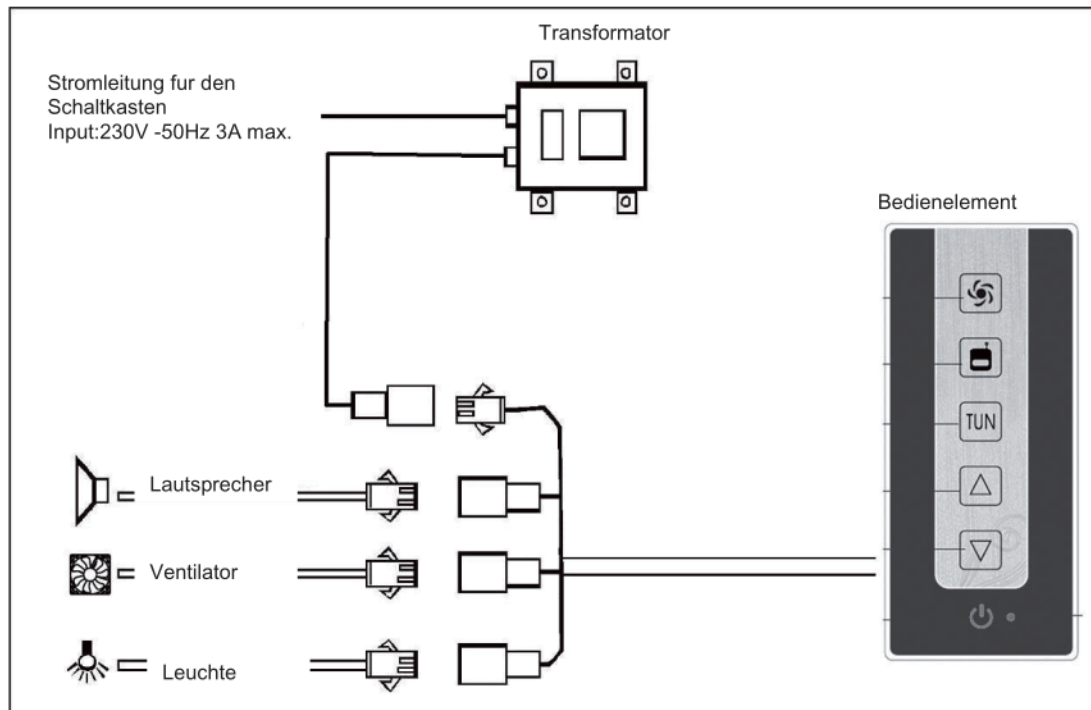 Transformator
Stromleitung fur den
Schaltkasten
Input:230V -50Hz 3A max.
Bedienelement
TUN
Lautsprecher
Ventilator
Leuchte